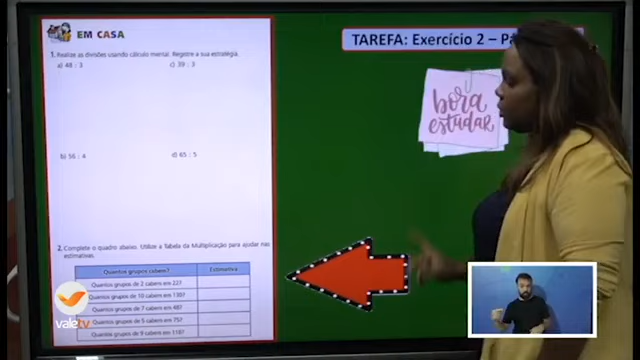 EM CASA
1. Realize as divisões usando cálculo mental. Registre a sua estratégia.
a) 48 : 3
c) 39 : 3
b) 56 : 4
d) 65 : 5
2. Complete o quadro abaixo. Utilize a Tabela da Multiplicação para ajudar nas
estimativas.
Quantos grupos cabem? Estimativa
Quantos grupos de 2 cabem em 22?
Quantos grupos de 10 cabem em 130?
Quantos grupos de 7 cabem em 48?
Quantos grupos de 5 cabem em 75?
Quantos grupos de 9 cabem em 118?
TAREFA: Exercício 2 –
bora
estudar
vale tv